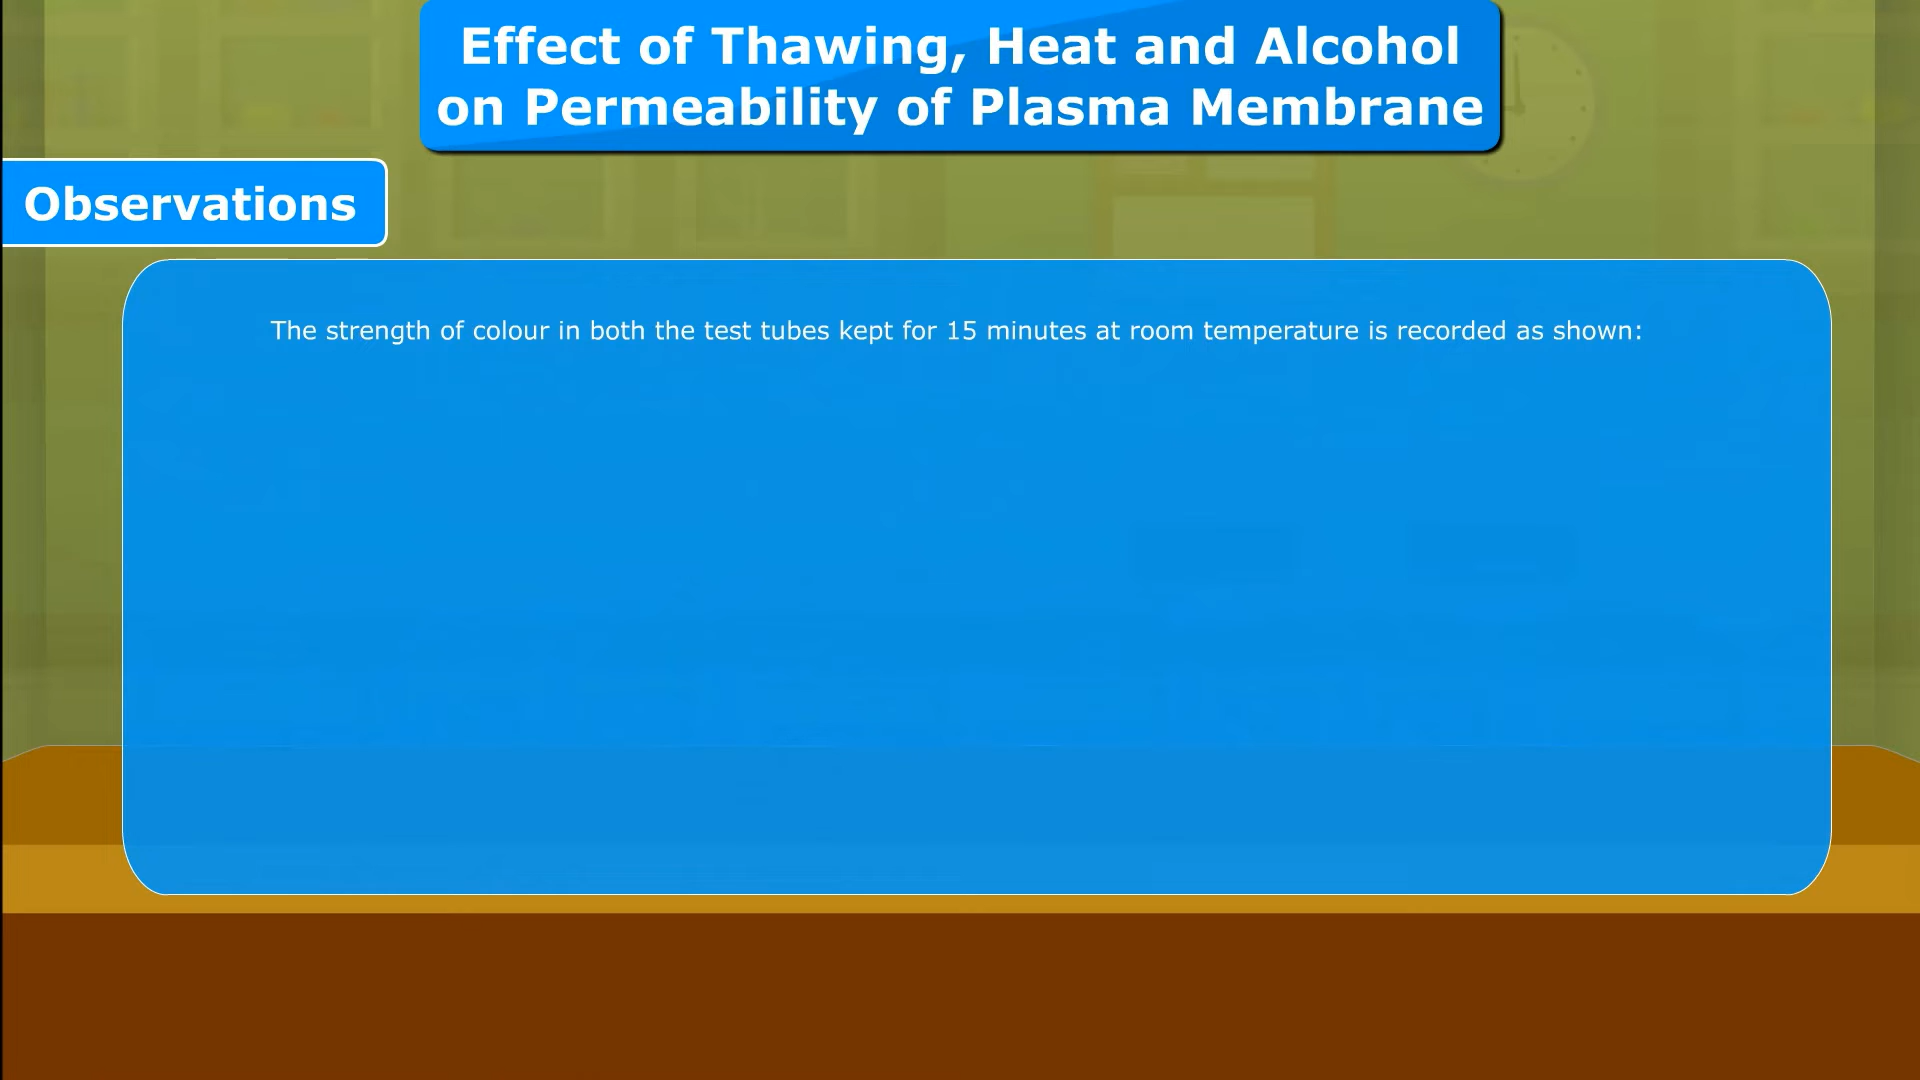 Effect of Thawing, Heat and Alcohol
on Permeability of Plasma Membrane
Observations
The strength of colour in both the test tubes kept for 15 minutes at room temperature is recorded as shown: